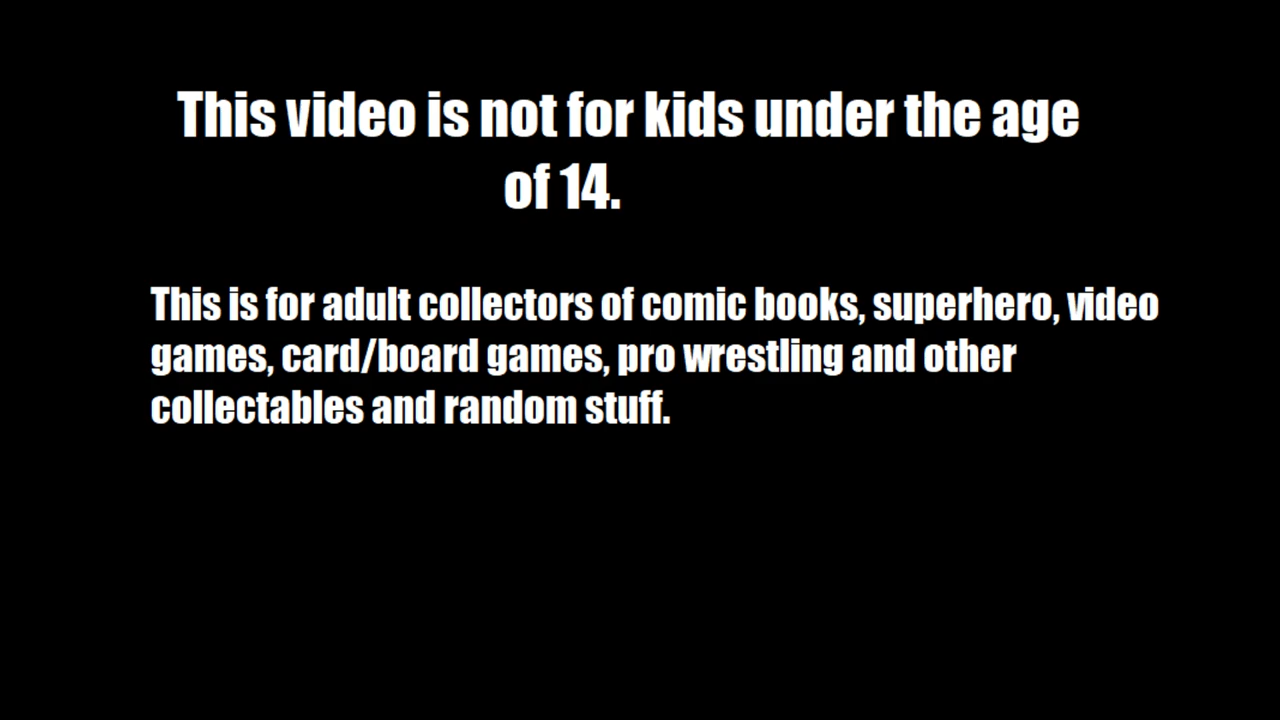 This video is not for kids under the age
of 14.
This is for adult collectors of comic books, superhero, video
games, card/board games, pro wrestling and other
collectables and random stuff.